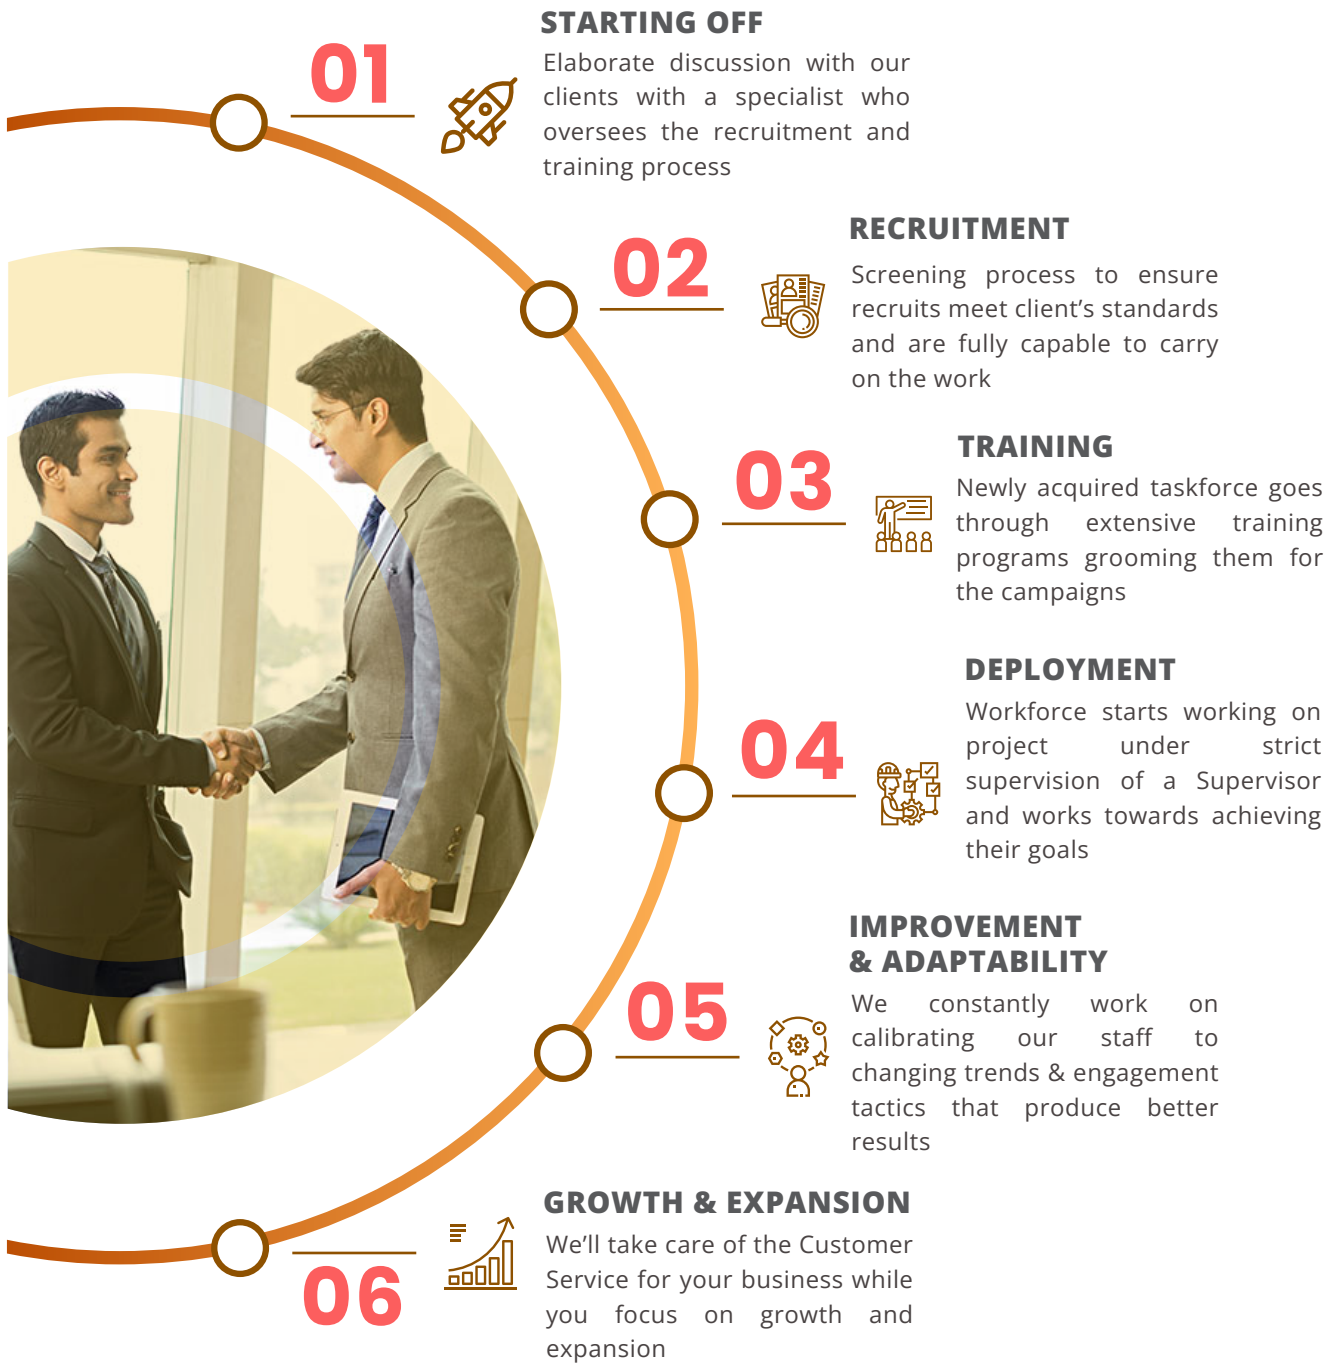 01
STARTING OFF
Elaborate discussion with our
clients with a specialist who
oversees the recruitment and
training process
02
RECRUITMENT
Screening process to ensure
recruits meet client’s standards
and are fully capable to carry
on the work
03
TRAINING
Newly acquired taskforce goes
through extensive training
programs grooming them for
the campaigns
04
DEPLOYMENT
Workforce starts working on
project under strict
supervision of a Supervisor
and works towards achieving
their goals
05
IMPROVEMENT
& ADAPTABILITY
We constantly work on
calibrating our staff to
changing trends & engagement
tactics that produce better
results
06
GROWTH & EXPANSION
We’ll take care of the Customer
Service for your business while
you focus on growth and
expansion